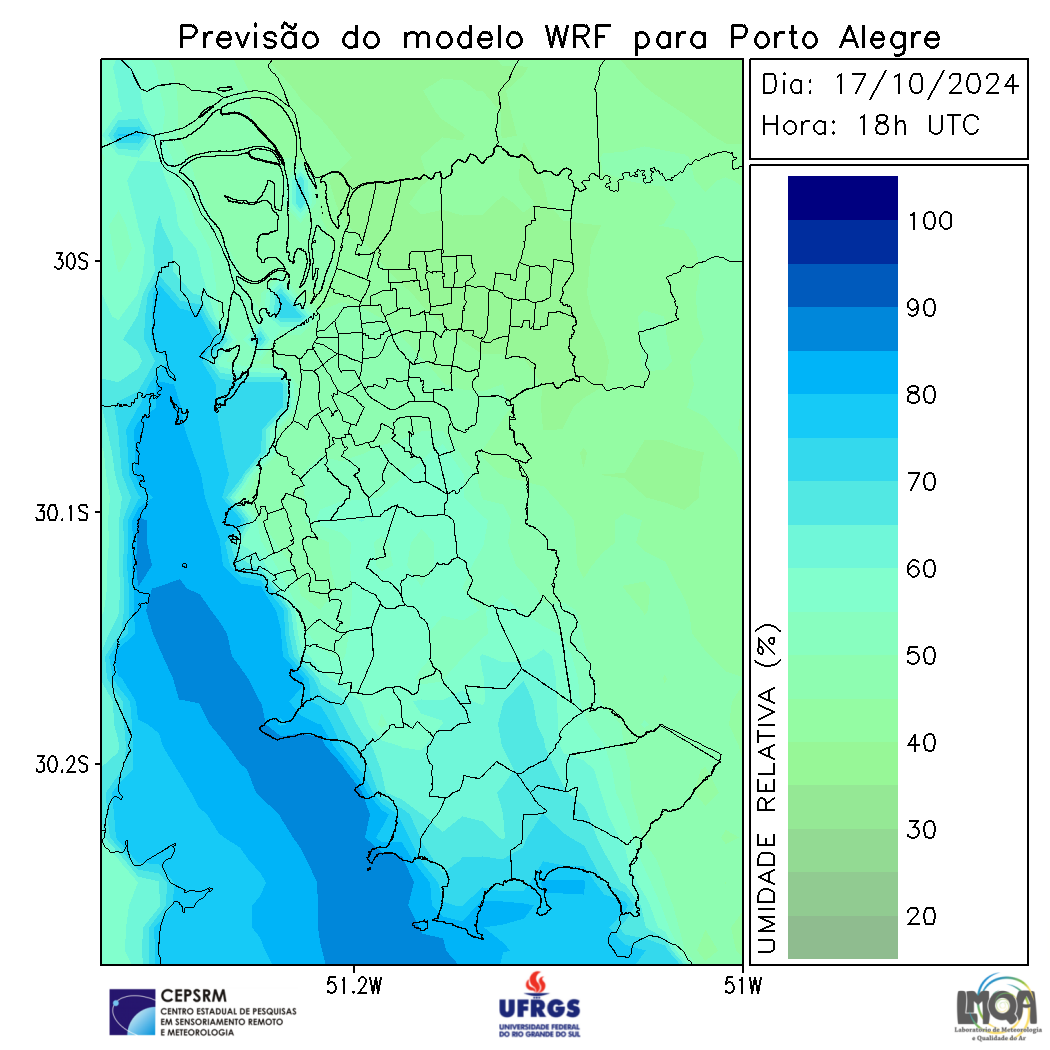 Previsão do modelo WRF para Porto Alegre
Dia: 17/10/2024
Hora: 18h UTC
30S
30.1S
30.2S
51.2W
51W
UMIDADE RELATIVA (%)
100
90
80
70
60
50
40
30
20
CEPSRM
CENTRO ESTADUAL DE PESQUISAS
EM SENSORIAMENTO REMOTO
E METEOROLOGIA
UFRGS
UNIVERSIDADE FEDERAL
DO RIO GRANDE DO SUL
LMQA
Laboratório de Meteorologia
e Qualidade do Ar